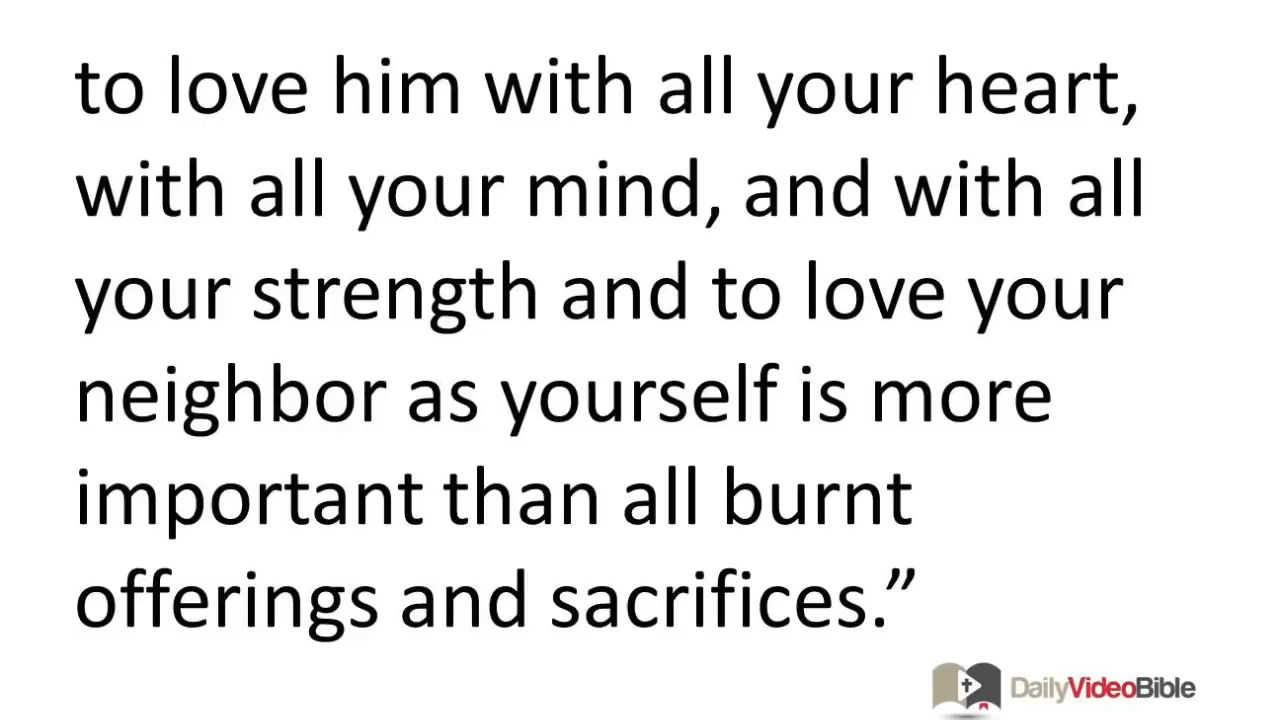 to love him with all your heart,
with all your mind, and with all
your strength and to love your
neighbor as yourself is more
important than all burnt
offerings and sacrifices.”
DailyVideoBible